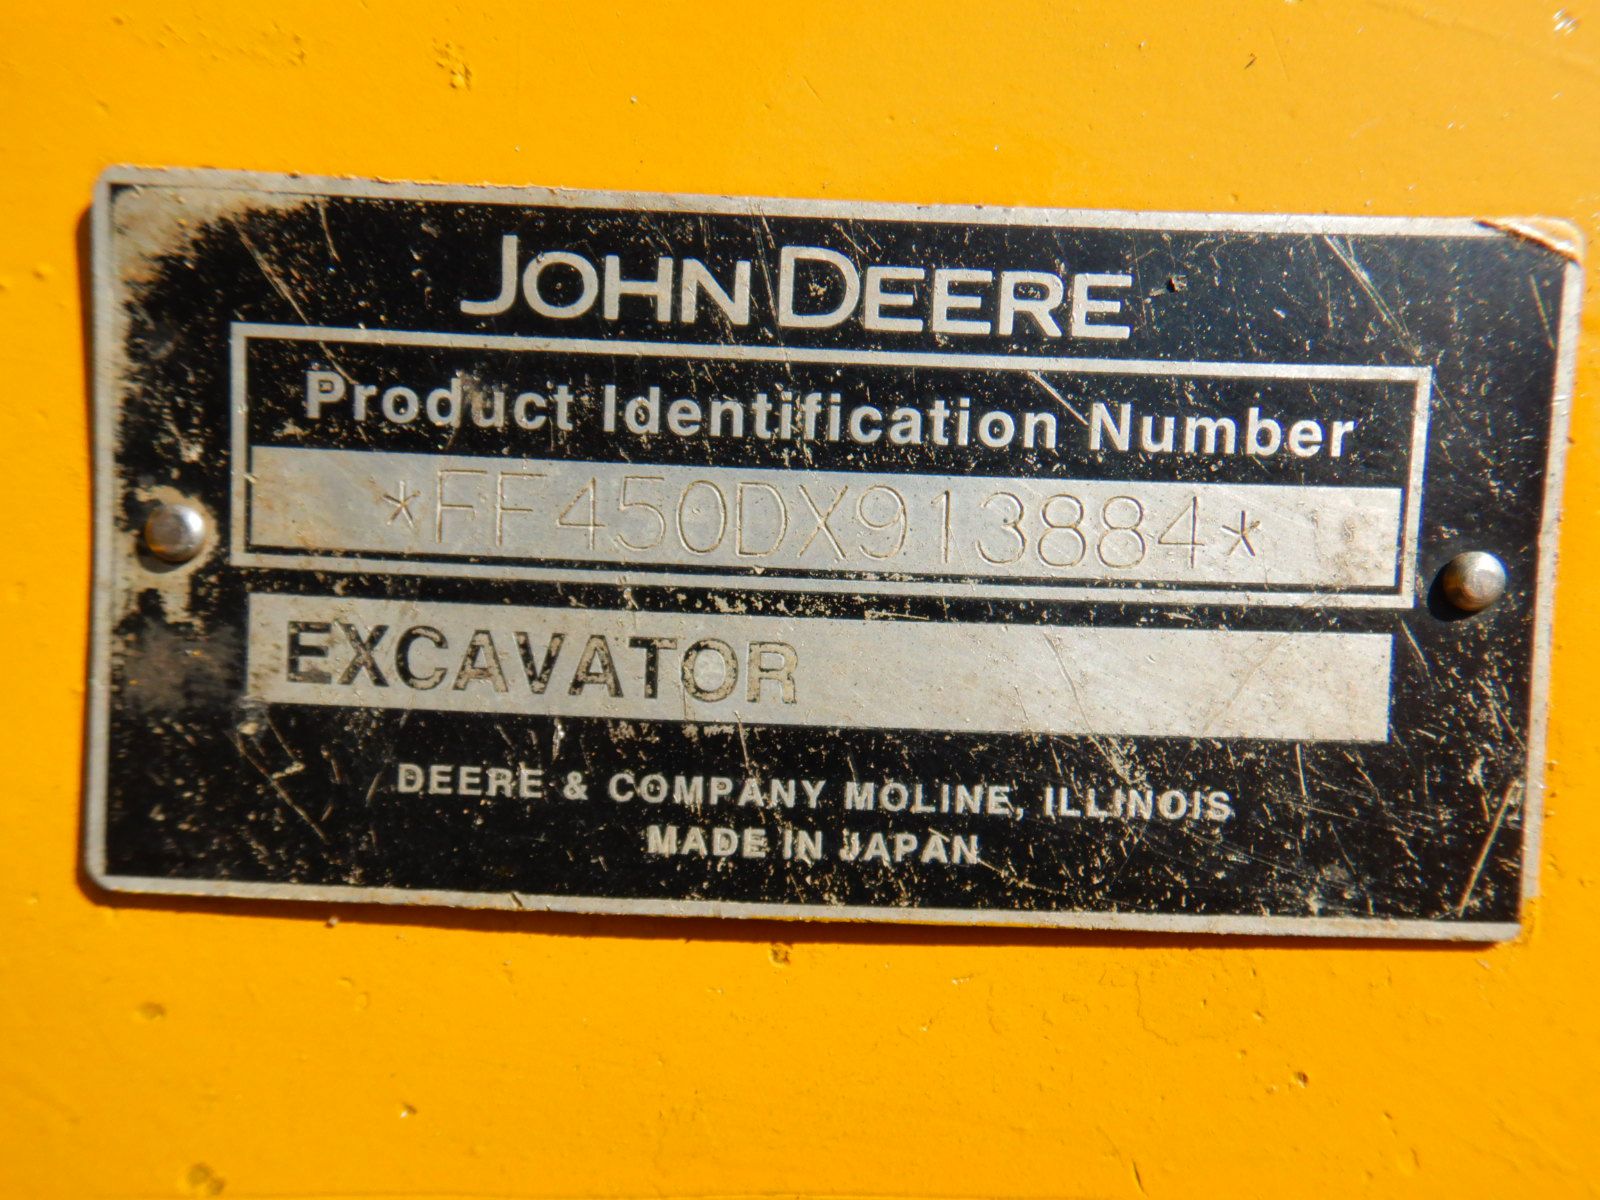 JOHN DEERE
Product Identification Number
*FF450DX913884*
EXCAVATOR
DEERE & COMPANY MOLINE, ILLINOIS
MADE IN JAPAN